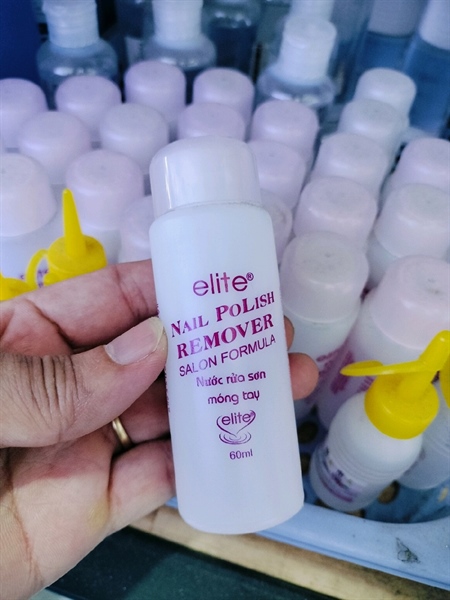 elite®
NAIL POLISH
REMOVER
SALON FORMULA
Nước rửa sơn
móng tay
elite®
60ml